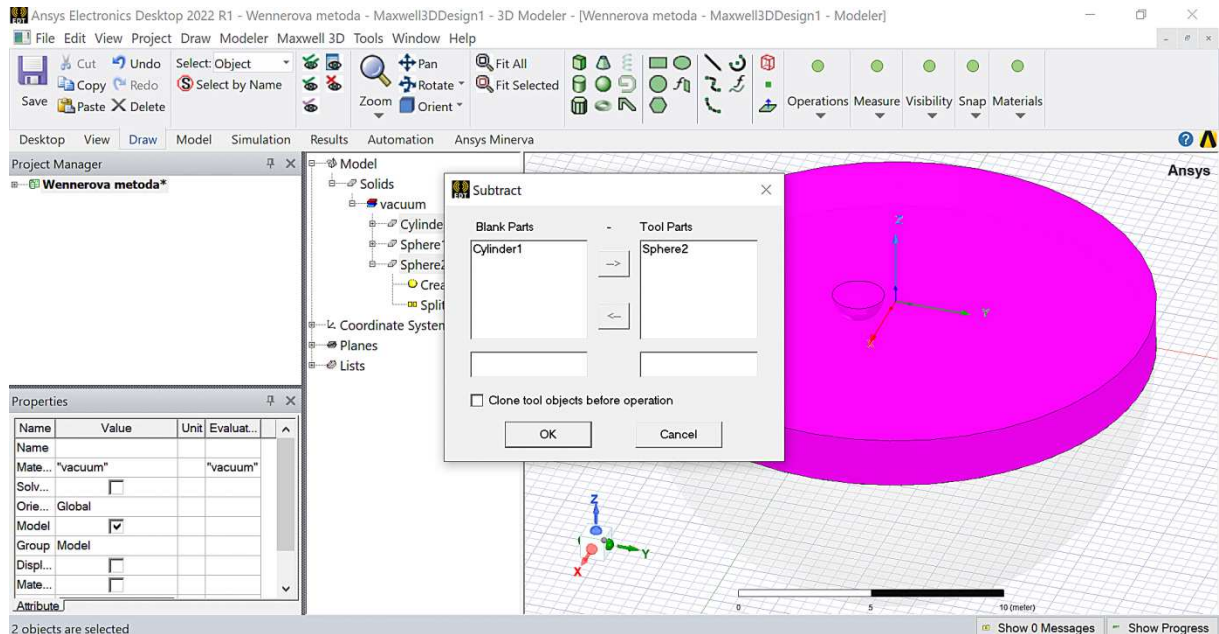 Ansys Electronics Desktop 2022 R1 - Wennerova metoda - Maxwell3DDesign1 - 3D Modeler - [Wennerova metoda - Maxwell3DDesign1 - Modeler]
File Edit View Project Draw Modeler Maxwell 3D Tools Window Help
Save
Cut Undo
Copy Redo
Paste Delete
Select: Object
Select by Name
Zoom
Pan
Rotate
Orient
Fit All
Fit Selected
Operations Measure Visibility Snap Materials
Desktop View Draw Model Simulation Results Automation Ansys Minerva
Project Manager
Wennerova metoda*
Model
Solids
vacuum
Cylinde
Sphere
Sphere2
Crea
Split
Coordinate System
Planes
Lists
EDT Subtract
Blank Parts - Tool Parts
Cylinder1 --> Sphere2
<--
Clone tool objects before operation
OK Cancel
Ansys
Z
Y
X
Z
Y
X
0 5 10 (meter)
Properties
Name Value Unit Evaluat...
Name
Mate... "vacuum" "vacuum"
Solv...
Orie... Global
Model
Group Model
Displ...
Mate...
Attribute
2 objects are selected
Show 0 Messages Show Progress